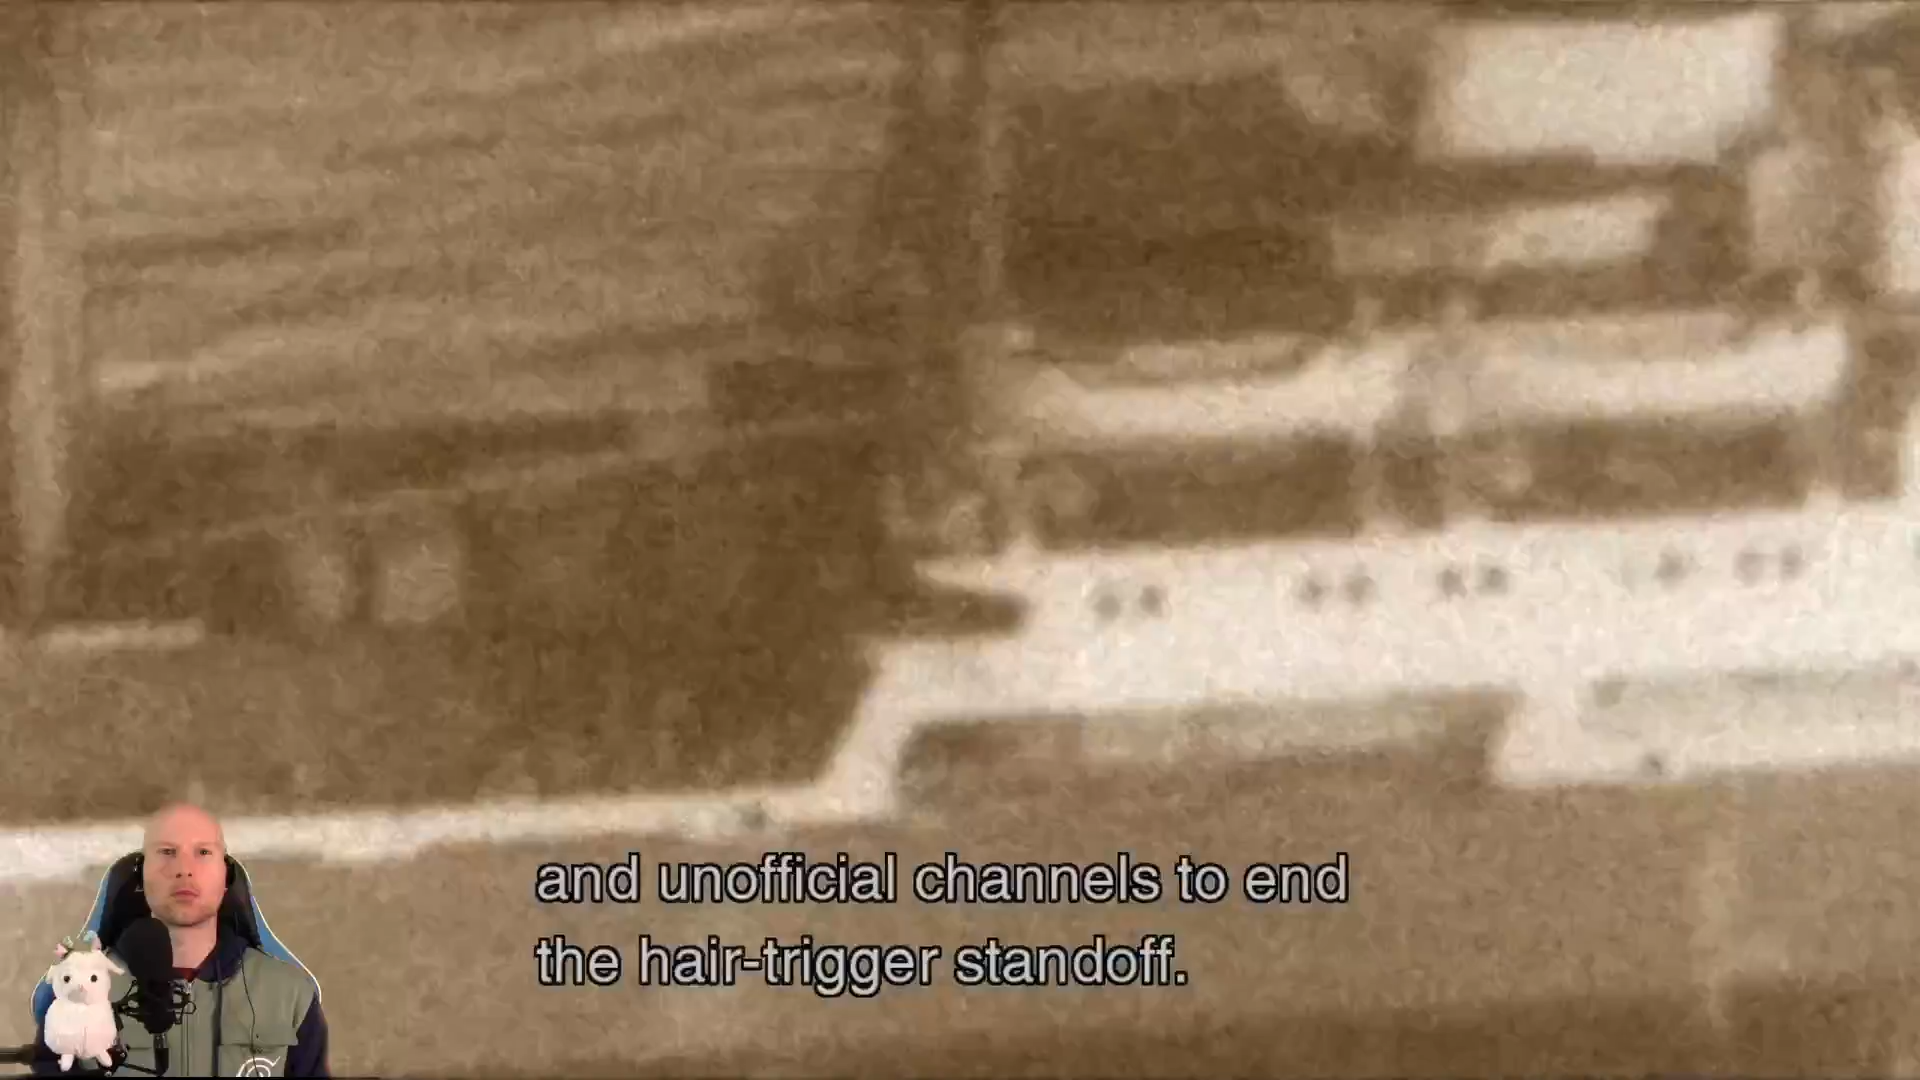 and unofficial channels to end
the hair-trigger standoff.